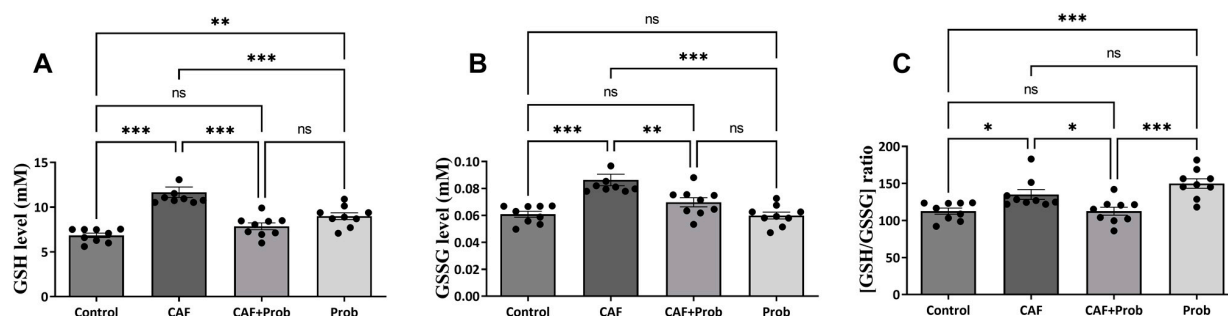 A
**
***
ns
*** *** ns
GSH level (mM)
15
10
5
0
Control CAF CAF+Prob Prob
B
ns
***
ns
*** ** ns
GSSG level (mM)
0.10
0.08
0.06
0.04
0.02
0.00
Control CAF CAF+Prob Prob
C
***
ns
ns
* * ***
[GSH/GSSG] ratio
200
150
100
50
0
Control CAF CAF+Prob Prob